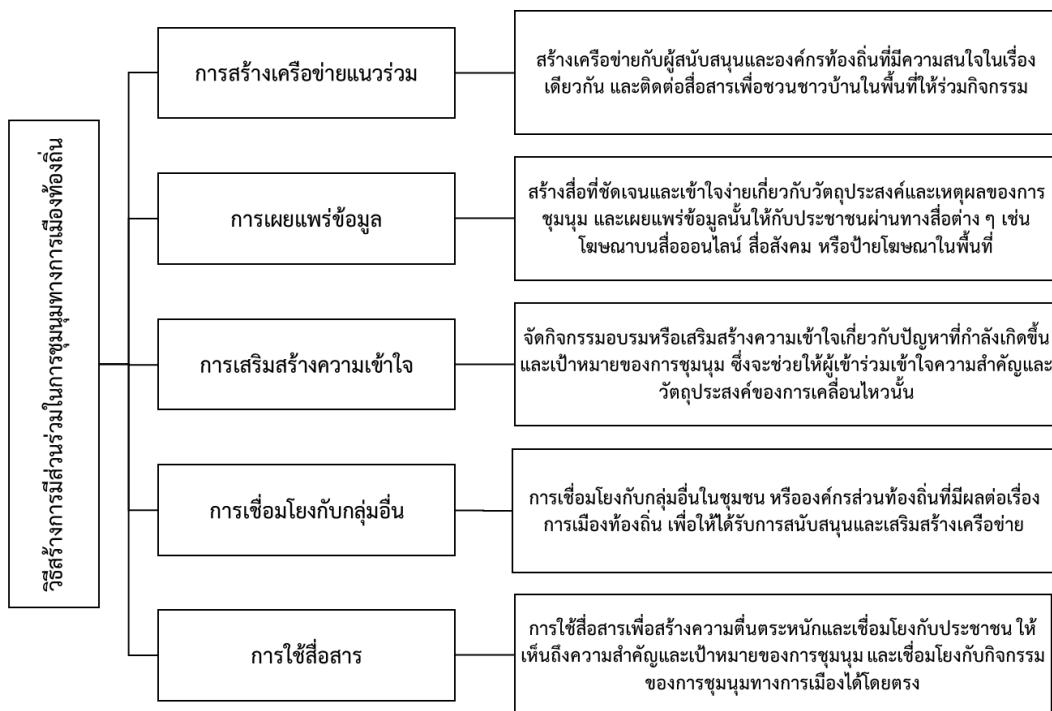 วิธีสร้างการมีส่วนร่วมในการชุมนุมทางการเมืองท้องถิ่น
การสร้างเครือข่ายแนวร่วม
สร้างเครือข่ายกับผู้สนับสนุนและองค์กรท้องถิ่นที่มีความสนใจในเรื่อง
เดียวกัน และติดต่อสื่อสารเพื่อชวนชาวบ้านในพื้นที่ให้ร่วมกิจกรรม
การเผยแพร่ข้อมูล
สร้างสื่อที่ชัดเจนและเข้าใจง่ายเกี่ยวกับวัตถุประสงค์และเหตุผลของการ
ชุมนุม และเผยแพร่ข้อมูลนั้นให้กับประชาชนผ่านทางสื่อต่าง ๆ เช่น
โฆษณาบนสื่อออนไลน์ สื่อสังคม หรือป้ายโฆษณาในพื้นที่
การเสริมสร้างความเข้าใจ
จัดกิจกรรมอบรมหรือเสริมสร้างความเข้าใจเกี่ยวกับปัญหาที่กำลังเกิดขึ้น
และเป้าหมายของการชุมนุม ซึ่งจะช่วยให้ผู้เข้าร่วมเข้าใจความสำคัญและ
วัตถุประสงค์ของการเคลื่อนไหวนั้น
การเชื่อมโยงกับกลุ่มอื่น
การเชื่อมโยงกับกลุ่มอื่นในชุมชน หรือองค์กรส่วนท้องถิ่นที่มีผลต่อเรื่อง
การเมืองท้องถิ่น เพื่อให้ได้รับการสนับสนุนและเสริมสร้างเครือข่าย
การใช้สื่อสาร
การใช้สื่อสารเพื่อสร้างความตื่นตระหนักและเชื่อมโยงกับประชาชน ให้
เห็นถึงความสำคัญและเป้าหมายของการชุมนุม และเชื่อมโยงกับกิจกรรม
ของการชุมนุมทางการเมืองได้โดยตรง